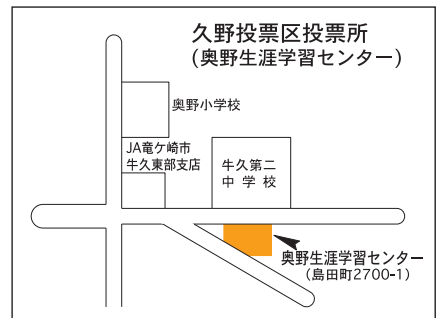 久野投票区投票所
(奥野生涯学習センター)
奥野小学校
JA竜ケ崎市
牛久東部支店
牛久第二
中学校
奥野生涯学習センター
(島田町2700-1)